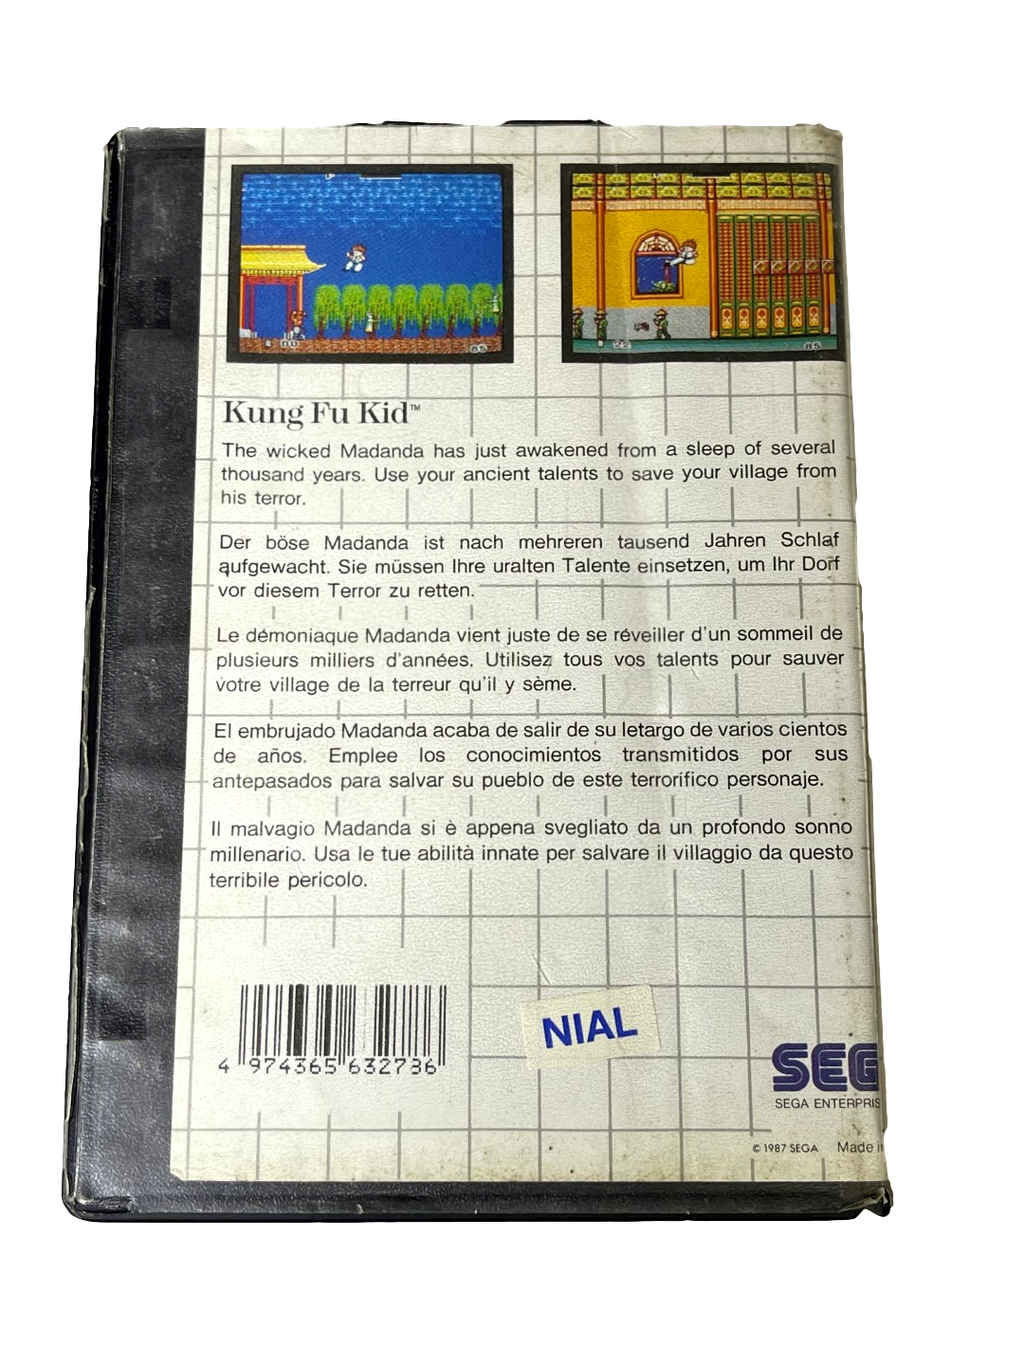 Kung Fu Kid™
The wicked Madanda has just awakened from a sleep of several
thousand years. Use your ancient talents to save your village from
his terror.
Der böse Madanda ist nach mehreren tausend Jahren Schlaf
aufgewacht. Sie müssen Ihre uralten Talente einsetzen, um Ihr Dorf
vor diesem Terror zu retten.
Le démoniaque Madanda vient juste de se réveiller d'un sommeil de
plusieurs milliers d'années. Utilisez tous vos talents pour sauver
votre village de la terreur qu'il y sème.
El embrujado Madanda acaba de salir de su letargo de varios cientos
de años. Emplee los conocimientos transmitidos por sus
antepasados para salvar su pueblo de este terrorífico personaje.
Il malvagio Madanda si è appena svegliato da un profondo sonno
millenario. Usa le tue abilità innate per salvare il villaggio da questo
terribile pericolo.
4 974365 632736
NIAL
SEG
SEGA ENTERPRIS
© 1987 SEGA Made i